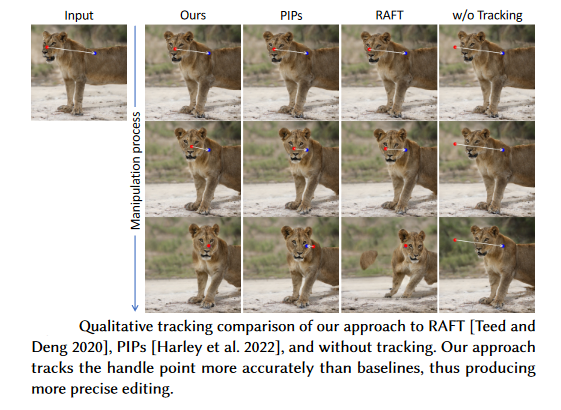 Input Ours PIPs RAFT w/o Tracking
Manipulation process
Qualitative tracking comparison of our approach to RAFT [Teed and
Deng 2020], PIPs [Harley et al. 2022], and without tracking. Our approach
tracks the handle point more accurately than baselines, thus producing
more precise editing.